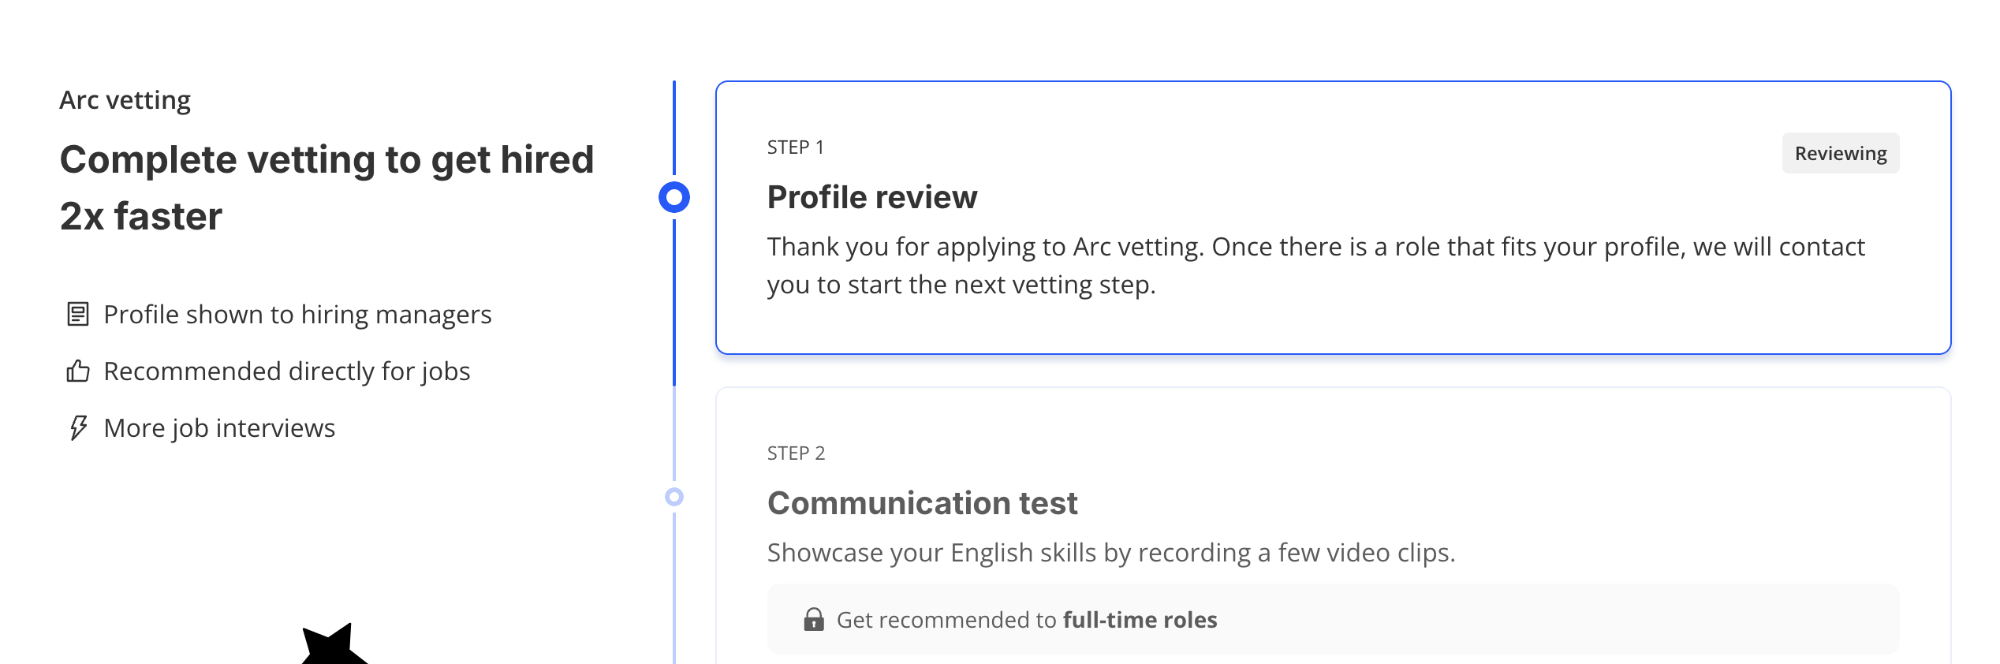 Arc vetting
Complete vetting to get hired
2x faster
Profile shown to hiring managers
Recommended directly for jobs
More job interviews
STEP 1
Reviewing
Profile review
Thank you for applying to Arc vetting. Once there is a role that fits your profile, we will contact
you to start the next vetting step.
STEP 2
Communication test
Showcase your English skills by recording a few video clips.
Get recommended to full-time roles